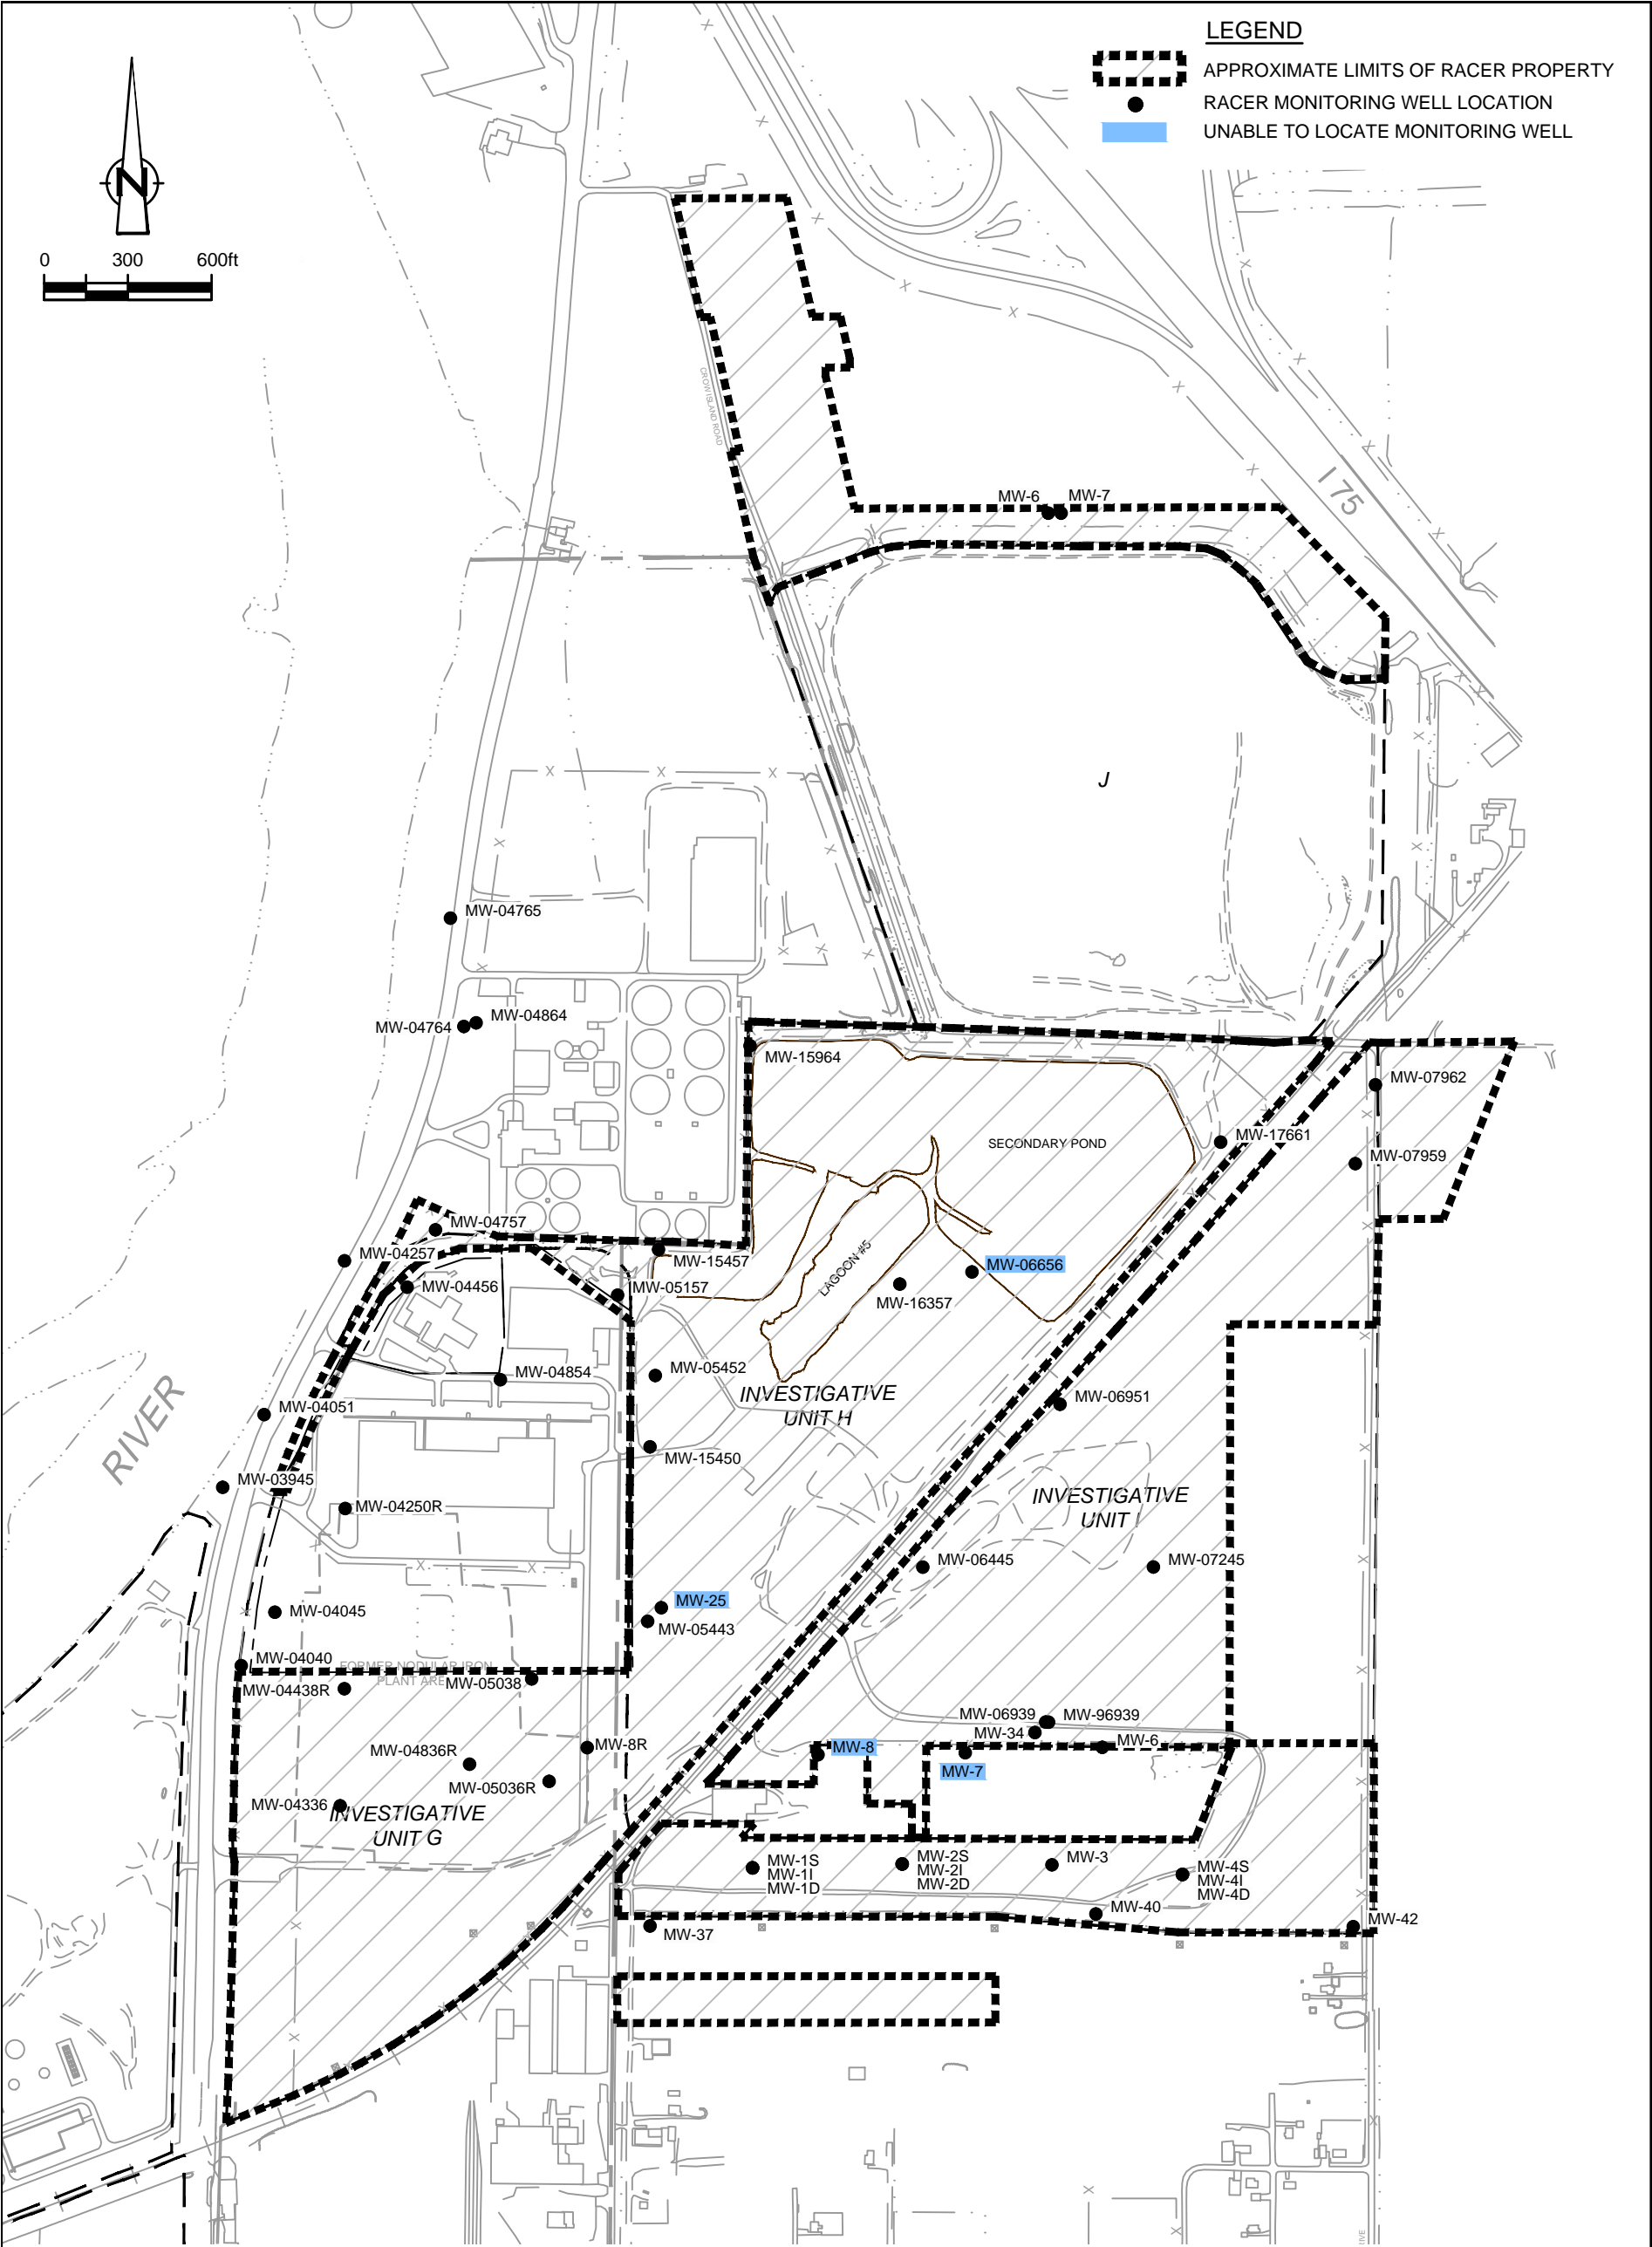 LEGEND
APPROXIMATE LIMITS OF RACER PROPERTY
RACER MONITORING WELL LOCATION
UNABLE TO LOCATE MONITORING WELL
N
0 300 600ft
CROW ISLAND ROAD
I 75
MW-6
MW-7
J
MW-04765
MW-04764
MW-04864
MW-15964
MW-07962
SECONDARY POND
MW-17661
MW-07959
MW-04757
MW-04257
MW-15457
MW-06656
LAGOON #5
MW-04456
MW-05157
MW-16357
MW-05452
MW-04854
INVESTIGATIVE
UNIT H
MW-06951
MW-04051
RIVER
MW-15450
MW-03945
MW-04250R
INVESTIGATIVE
UNIT I
MW-06445
MW-07245
MW-25
MW-04045
MW-05443
MW-04040
FORMER NODULAR IRON
PLANT AREA
MW-04438R
MW-05038
MW-06939
MW-96939
MW-34
MW-6
MW-8R
MW-8
MW-04836R
MW-7
MW-05036R
MW-04336
INVESTIGATIVE
UNIT G
MW-1S
MW-1I
MW-1D
MW-2S
MW-2I
MW-2D
MW-3
MW-4S
MW-4I
MW-4D
MW-40
MW-37
MW-42